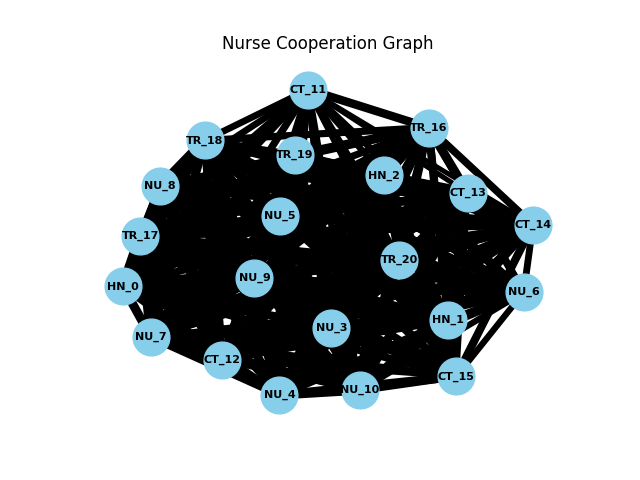 Nurse Cooperation Graph
CT_11
TR_16
TR_18
TR_19
HN_2
NU_8
CT_13
NU_5
CT_14
TR_17
TR_20
NU_9
HN_0
NU_6
HN_1
NU_3
NU_7
CT_12
CT_15
NU_10
NU_4